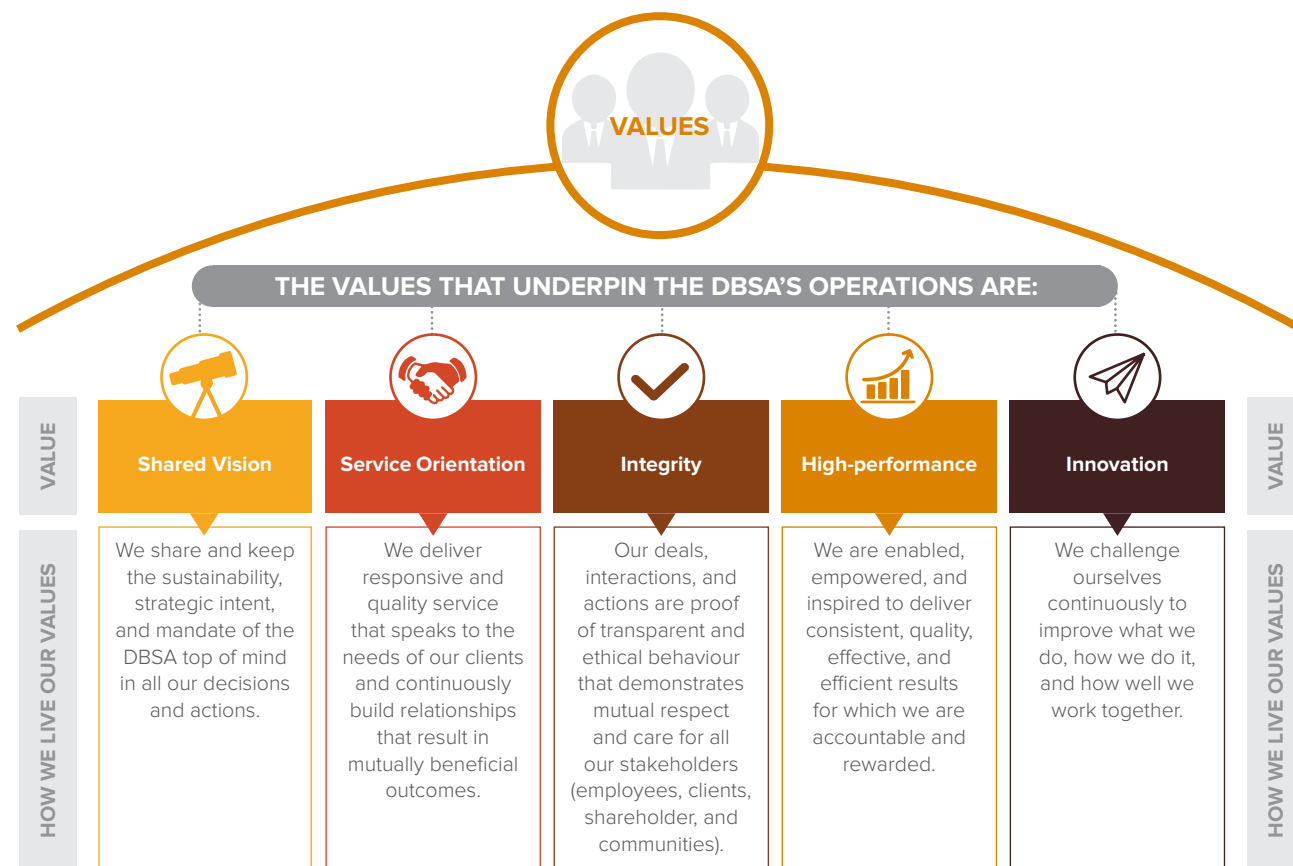 VALUES
THE VALUES THAT UNDERPIN THE DBSA'S OPERATIONS ARE:
VALUE
Shared Vision
Service Orientation
Integrity
High-performance
Innovation
VALUE
HOW WE LIVE OUR VALUES
We share and keep
the sustainability,
strategic intent,
and mandate of the
DBSA top of mind
in all our decisions
and actions.
We deliver
responsive and
quality service
that speaks to the
needs of our clients
and continuously
build relationships
that result in
mutually beneficial
outcomes.
Our deals,
interactions, and
actions are proof
of transparent and
ethical behaviour
that demonstrates
mutual respect
and care for all
our stakeholders
(employees, clients,
shareholder, and
communities).
We are enabled,
empowered, and
inspired to deliver
consistent, quality,
effective, and
efficient results
for which we are
accountable and
rewarded.
We challenge
ourselves
continuously to
improve what we
do, how we do it,
and how well we
work together.
HOW WE LIVE OUR VALUES